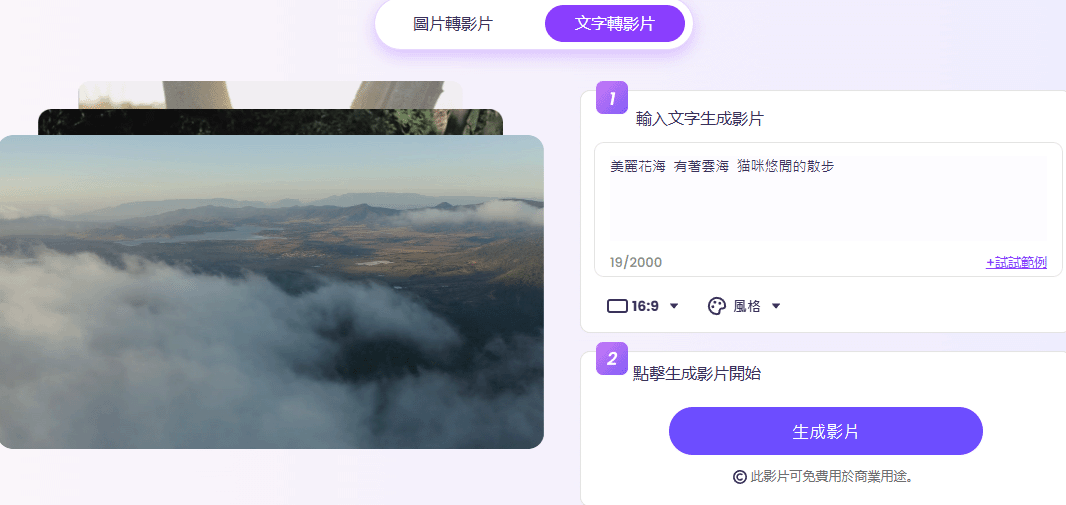 圖片轉影片
文字轉影片
1
輸入文字生成影片
美麗花海 有著雲海 貓咪悠閒的散步
19/2000
+試試範例
16:9
風格
2
點擊生成影片開始
生成影片
© 此影片可免費用於商業用途。